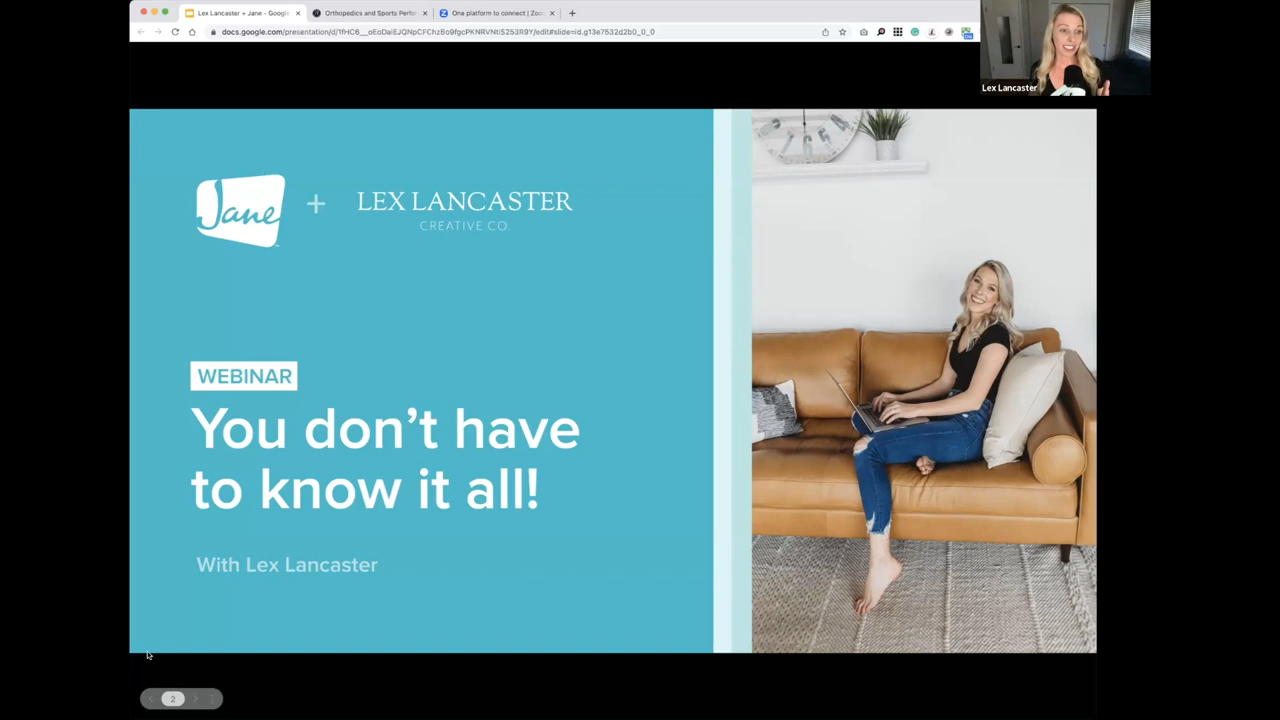 Lex Lancaster + Jane - Google
Orthopedics and Sports Perfor
One platform to connect | Zoo
Lex Lancaster
Jane
+
LEX LANCASTER
CREATIVE CO.
WEBINAR
You don't have
to know it all!
With Lex Lancaster
2